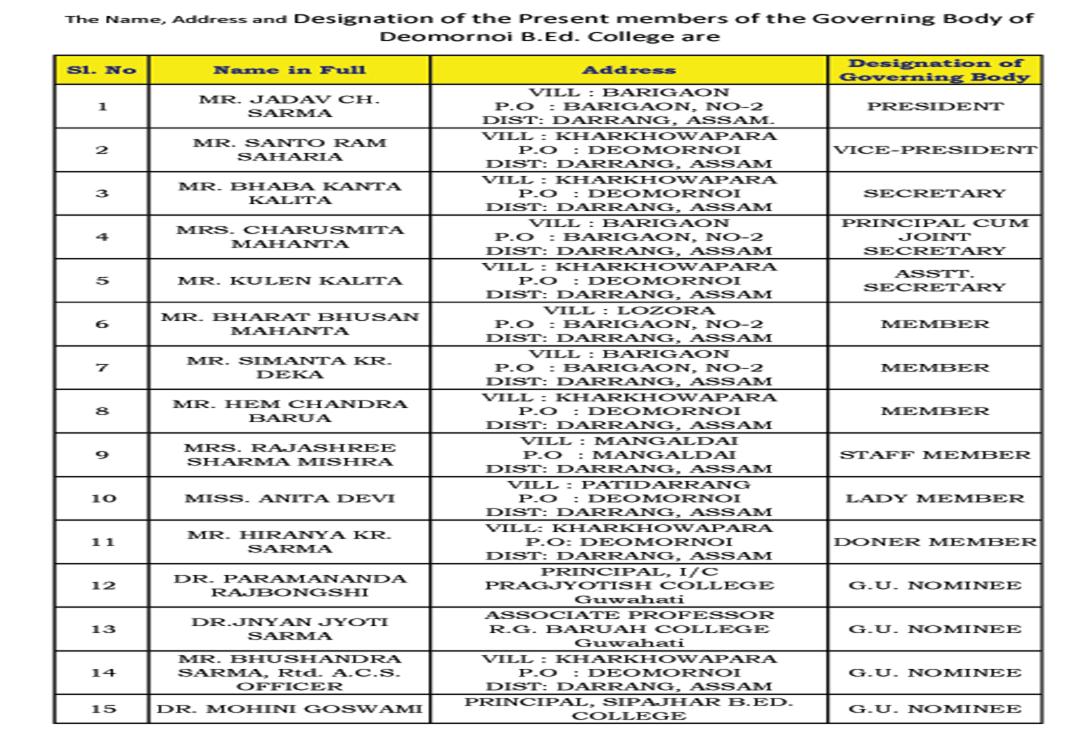 The Name, Address and Designation of the Present members of the Governing Body of
Deomornoi B.Ed. College are
Sl. No Name in Full Address Designation of Governing Body
1 MR. JADAV CH. SARMA VILL : BARIGAON P.O : BARIGAON, NO-2 DIST: DARRANG, ASSAM. PRESIDENT
2 MR. SANTO RAM SAHARIA VILL : KHARKHOWAPARA P.O : DEOMORNOI DIST: DARRANG, ASSAM VICE-PRESIDENT
3 MR. BHABA KANTA KALITA VILL : KHARKHOWAPARA P.O : DEOMORNOI DIST: DARRANG, ASSAM SECRETARY
4 MRS. CHARUSMITA MAHANTA VILL : BARIGAON P.O : BARIGAON, NO-2 DIST: DARRANG, ASSAM PRINCIPAL CUM JOINT SECRETARY
5 MR. KULEN KALITA VILL : KHARKHOWAPARA P.O : DEOMORNOI DIST: DARRANG, ASSAM ASSTT. SECRETARY
6 MR. BHARAT BHUSAN MAHANTA VILL : LOZORA P.O : BARIGAON, NO-2 DIST: DARRANG, ASSAM MEMBER
7 MR. SIMANTA KR. DEKA VILL : BARIGAON P.O : BARIGAON, NO-2 DIST: DARRANG, ASSAM MEMBER
8 MR. HEM CHANDRA BARUA VILL : KHARKHOWAPARA P.O : DEOMORNOI DIST: DARRANG, ASSAM MEMBER
9 MRS. RAJASHREE SHARMA MISHRA VILL : MANGALDAI P.O : MANGALDAI DIST: DARRANG, ASSAM STAFF MEMBER
10 MISS. ANITA DEVI VILL : PATIDARRANG P.O : DEOMORNOI DIST: DARRANG, ASSAM LADY MEMBER
11 MR. HIRANYA KR. SARMA VILL: KHARKHOWAPARA P.O: DEOMORNOI DIST: DARRANG, ASSAM DONER MEMBER
12 DR. PARAMANANDA RAJBONGSHI PRINCIPAL, I/C PRAGJYOTISH COLLEGE Guwahati G.U. NOMINEE
13 DR.JNYAN JYOTI SARMA ASSOCIATE PROFESSOR R.G. BARUAH COLLEGE Guwahati G.U. NOMINEE
14 MR. BHUSHANDRA SARMA, Rtd. A.C.S. OFFICER VILL : KHARKHOWAPARA P.O : DEOMORNOI DIST: DARRANG, ASSAM G.U. NOMINEE
15 DR. MOHINI GOSWAMI PRINCIPAL, SIPAJHAR B.ED. COLLEGE G.U. NOMINEE